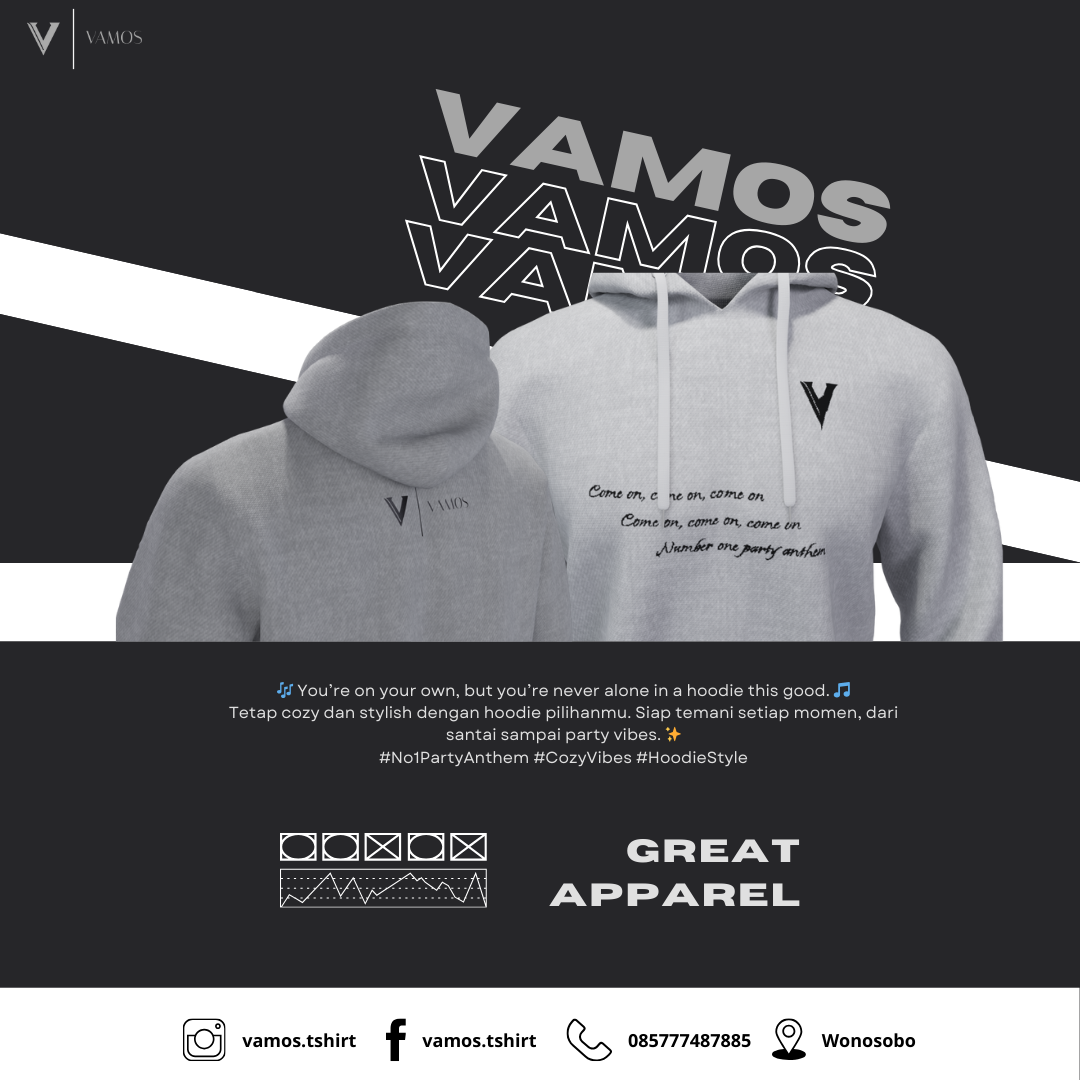 VAMOS
VAMOS
VAMOS
VAMOS
Come on, come on, come on
Come on, come on, come on
Number one party anthem
VAMOS
🎶 You’re on your own, but you’re never alone in a hoodie this good. 🎵
Tetap cozy dan stylish dengan hoodie pilihanmu. Siap temani setiap momen, dari
santai sampai party vibes. ✨
#No1PartyAnthem #CozyVibes #HoodieStyle
GREAT
APPAREL
vamos.tshirt
vamos.tshirt
085777487885
Wonosobo